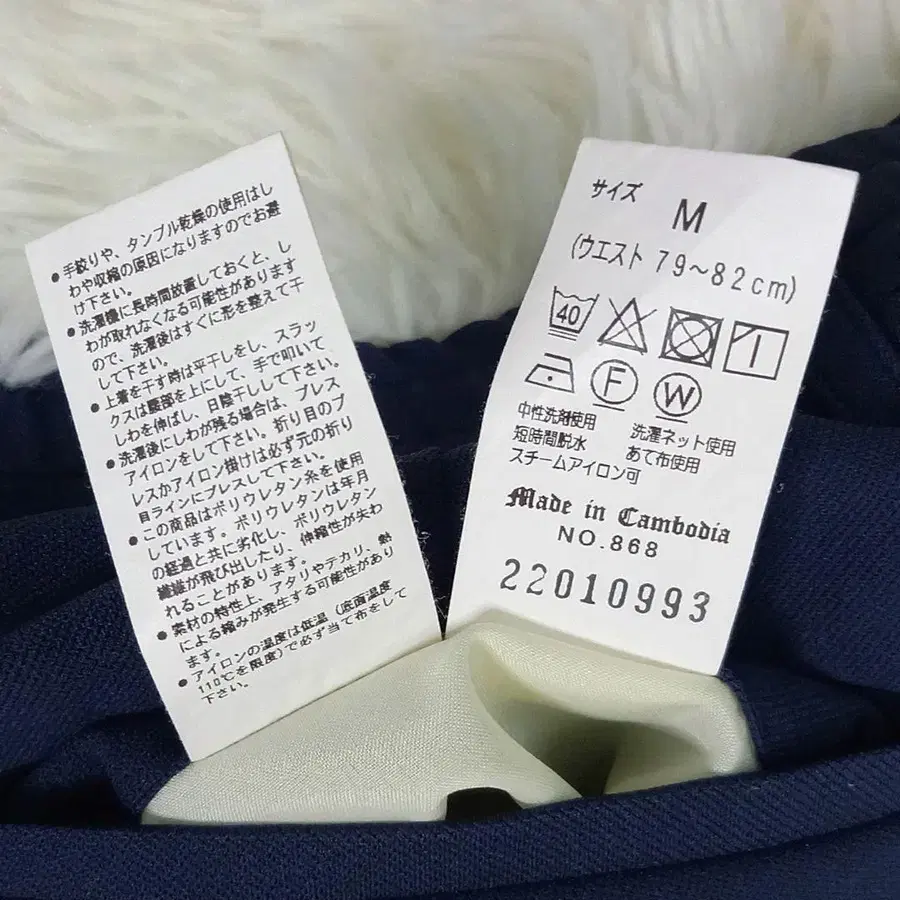 ●手絞りや、タンブル乾燥の使用はし
わや収縮の原因になりますのでお避
け下さい。
●洗濯機に長時間放置しておくと、し
わが取れなくなる可能性があります
ので、洗濯後はすぐに形を整えて干
して下さい。
●上着を干す時は平干しをし、スラッ
クスは腰部を上にして、手で叩いて
しわを伸ばし、日陰干しして下さい。
●洗濯後にしわが残る場合は、プレス
アイロンをして下さい。折り目のプ
レスかアイロン掛けは必ず元の折り
目ラインにプレスして下さい。
●この商品はポリウレタン糸を使用
しています。ポリウレタンは年月
の経過と共に劣化し、ポリウレタン
繊維が飛び出したり、伸縮性が失わ
れることがあります。
●素材の特性上、アタリやテカリ、熱
による縮みが発生する可能性があり
ます。
●アイロンの温度は低温(底面温度
110℃を限度)で必ず当て布をして
下さい。
サイズ M
(ウエスト 79~82cm)
40
F W
中性洗剤使用 洗濯ネット使用
短時間脱水 あて布使用
スチームアイロン可
Made in Cambodia
NO.868
22010993